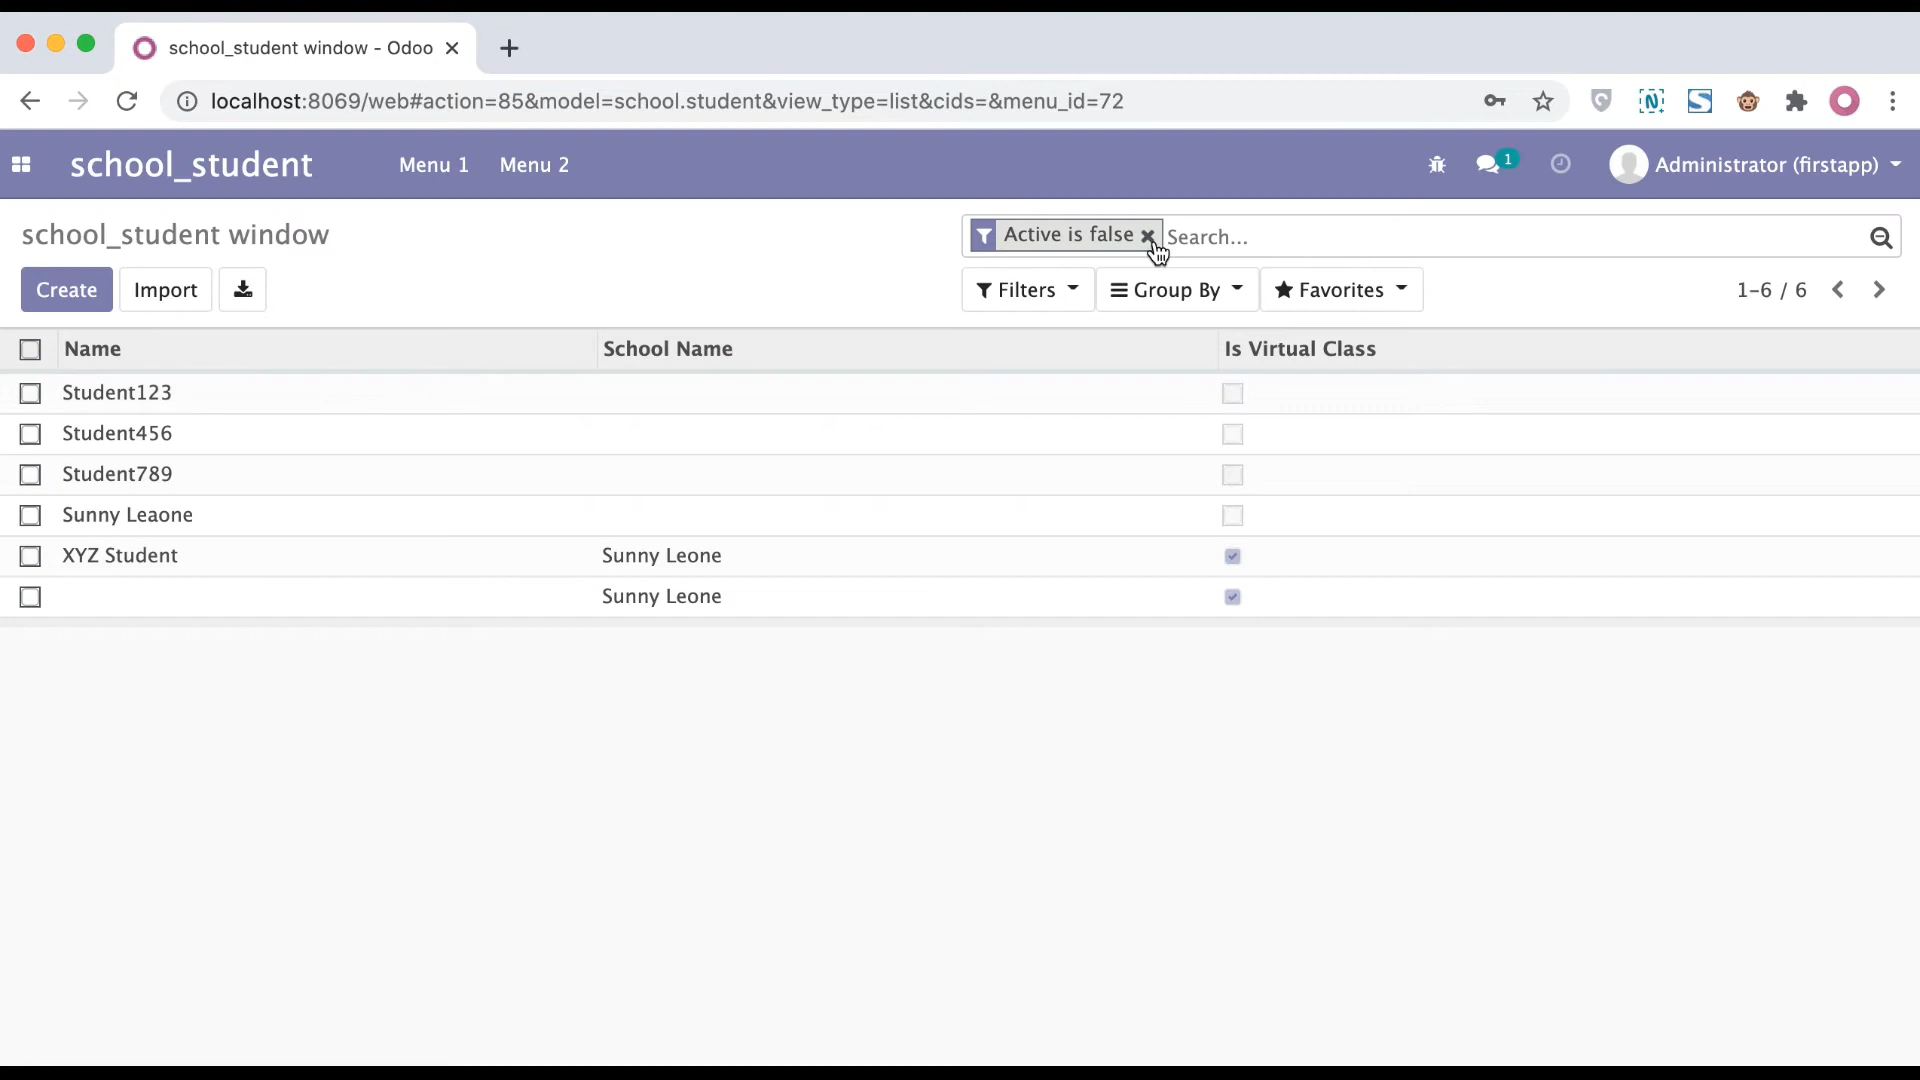 school_student window - Odoo
localhost:8069/web#action=85&model=school.student&view_type=list&cids=&menu_id=72
school_student Menu 1 Menu 2 1 Administrator (firstapp)
school_student window Active is false Search...
Create Import Filters Group By Favorites 1-6 / 6
Name School Name Is Virtual Class
Student123
Student456
Student789
Sunny Leaone
XYZ Student Sunny Leone
Sunny Leone